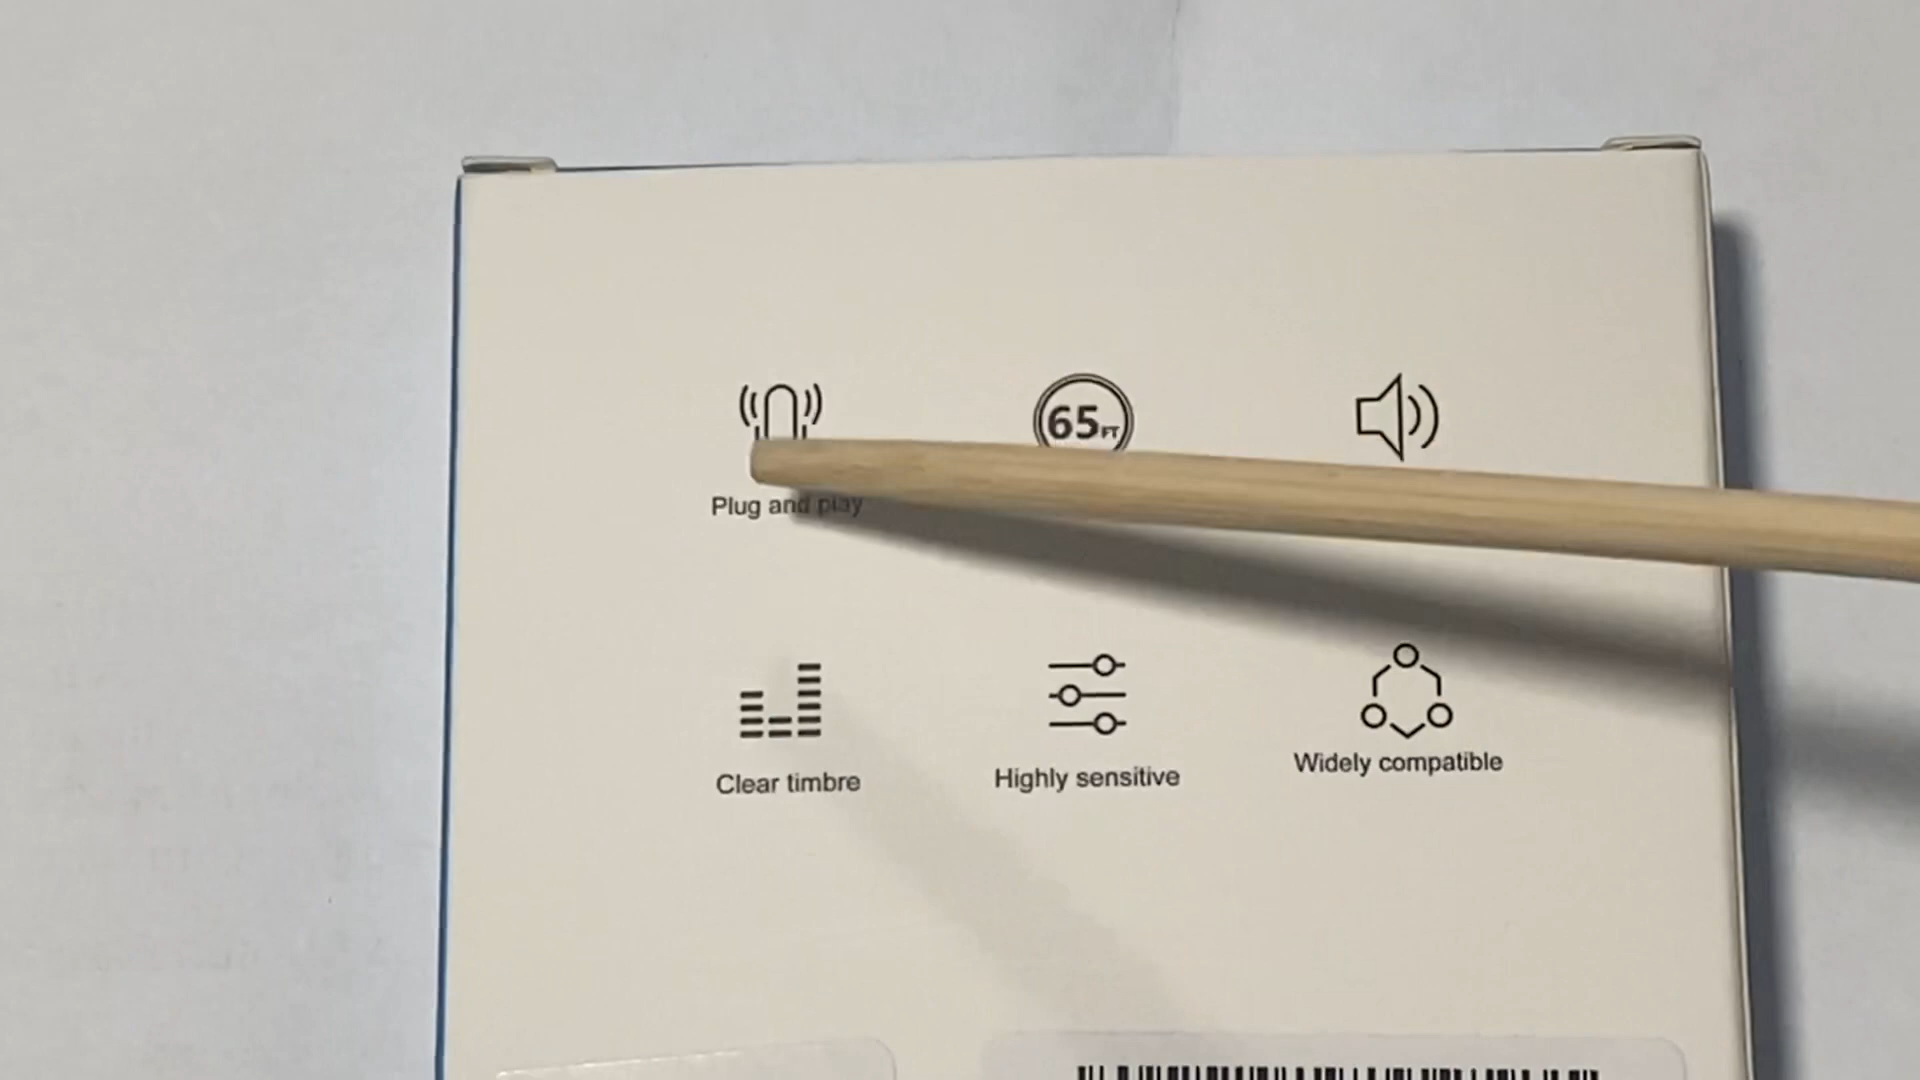 65FT
Plug and play
Clear timbre
Highly sensitive
Widely compatible